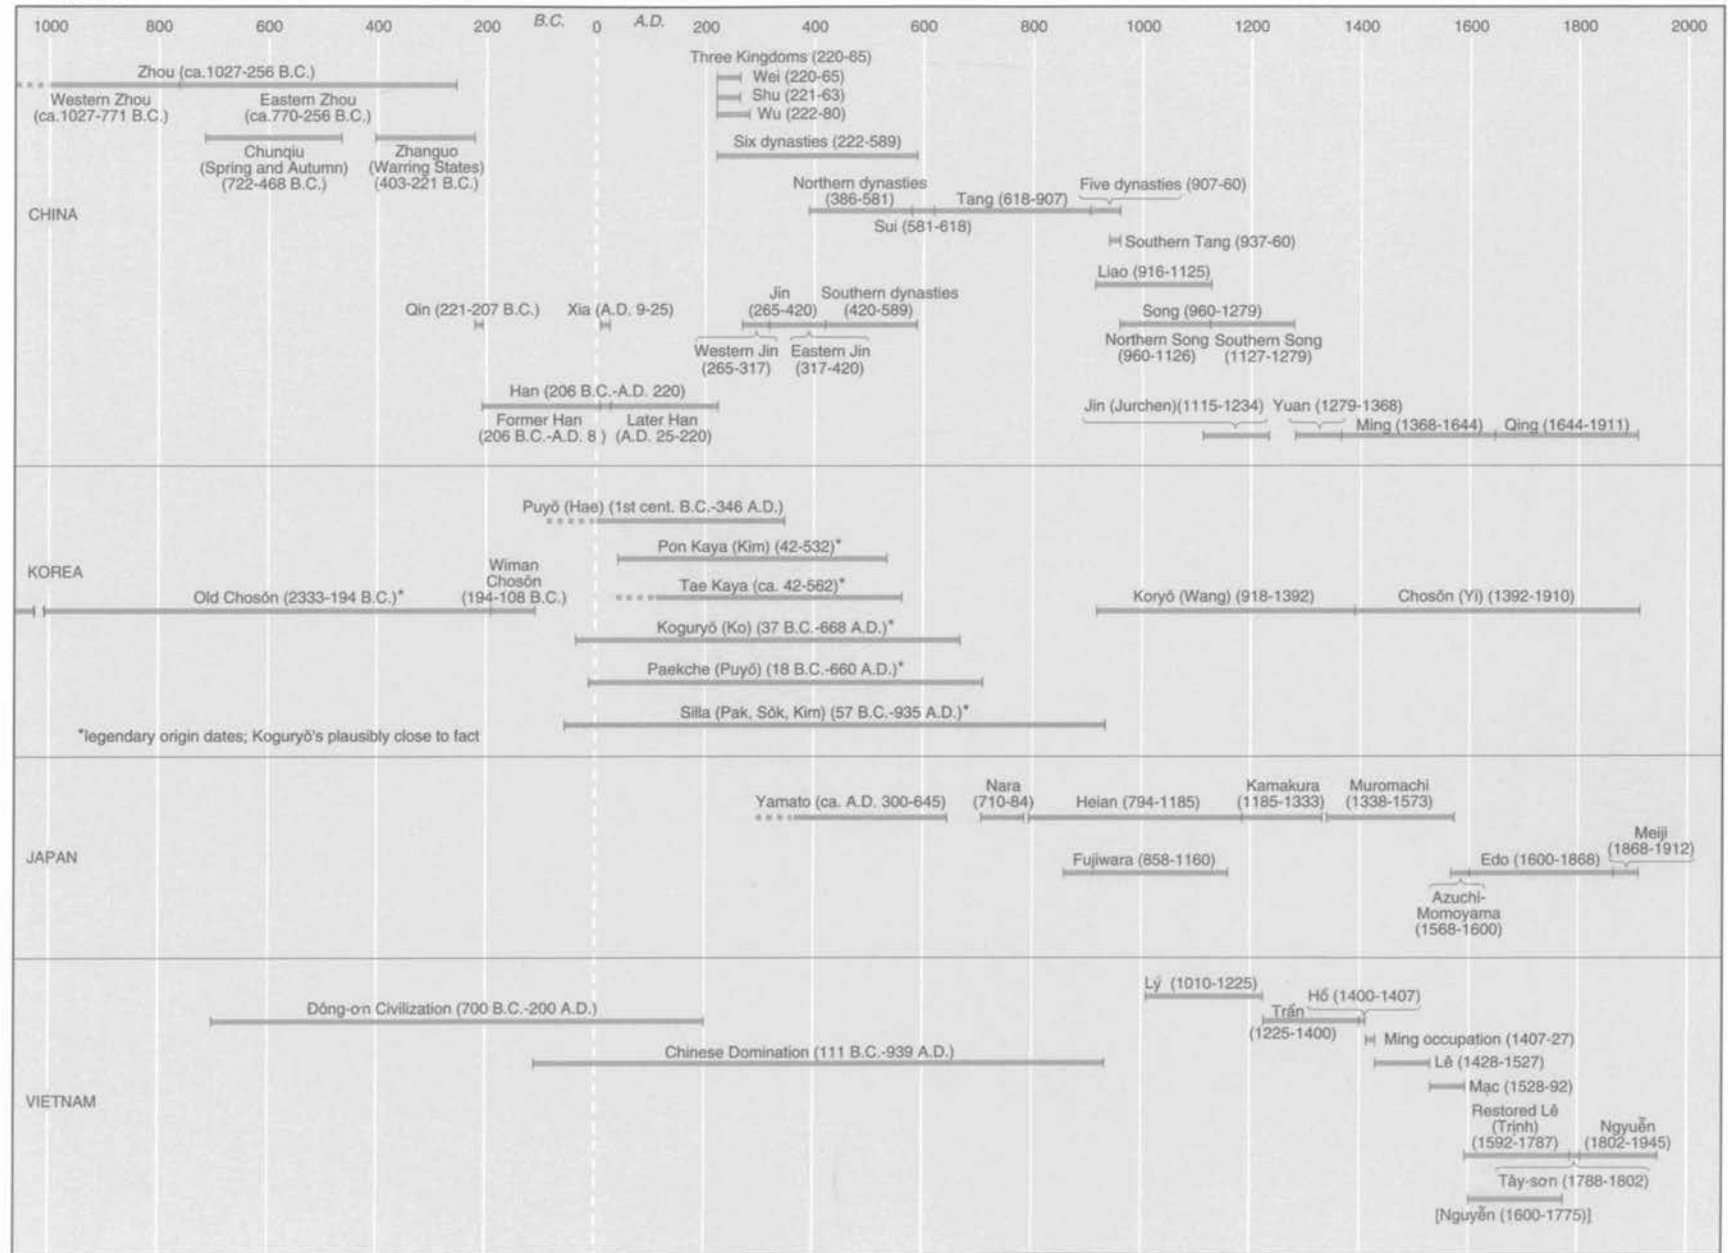 1000 800 600 400 200 B.C. 0 A.D. 200 400 600 800 1000 1200 1400 1600 1800 2000
CHINA
Zhou (ca.1027-256 B.C.)
Western Zhou
(ca.1027-771 B.C.)
Eastern Zhou
(ca.770-256 B.C.)
Chunqiu
(Spring and Autumn)
(722-468 B.C.)
Zhanguo
(Warring States)
(403-221 B.C.)
Three Kingdoms (220-65)
Wei (220-65)
Shu (221-63)
Wu (222-80)
Six dynasties (222-589)
Northern dynasties
(386-581)
Sui (581-618)
Tang (618-907)
Five dynasties (907-60)
Southern Tang (937-60)
Liao (916-1125)
Qin (221-207 B.C.)
Xia (A.D. 9-25)
Jin
(265-420)
Southern dynasties
(420-589)
Western Jin
(265-317)
Eastern Jin
(317-420)
Song (960-1279)
Northern Song
(960-1126)
Southern Song
(1127-1279)
Han (206 B.C.-A.D. 220)
Former Han
(206 B.C.-A.D. 8 )
Later Han
(A.D. 25-220)
Jin (Jurchen)(1115-1234)
Yuan (1279-1368)
Ming (1368-1644)
Qing (1644-1911)
KOREA
Puyŏ (Hae) (1st cent. B.C.-346 A.D.)
Pon Kaya (Kim) (42-532)*
Wiman
Chosŏn
(194-108 B.C.)
Old Chosŏn (2333-194 B.C.)*
Tae Kaya (ca. 42-562)*
Koryŏ (Wang) (918-1392)
Chosŏn (Yi) (1392-1910)
Koguryŏ (Ko) (37 B.C.-668 A.D.)*
Paekche (Puyŏ) (18 B.C.-660 A.D.)*
Silla (Pak, Sŏk, Kim) (57 B.C.-935 A.D.)*
*legendary origin dates; Koguryŏ's plausibly close to fact
JAPAN
Yamato (ca. A.D. 300-645)
Nara
(710-84)
Heian (794-1185)
Kamakura
(1185-1333)
Muromachi
(1338-1573)
Fujiwara (858-1160)
Azuchi-
Momoyama
(1568-1600)
Edo (1600-1868)
Meiji
(1868-1912)
VIETNAM
Đông-ơn Civilization (700 B.C.-200 A.D.)
Chinese Domination (111 B.C.-939 A.D.)
Lý (1010-1225)
Trần
(1225-1400)
Hồ (1400-1407)
Ming occupation (1407-27)
Lê (1428-1527)
Mạc (1528-92)
Restored Lê
(Trịnh)
(1592-1787)
Ngyuễn
(1802-1945)
Tây-sơn (1788-1802)
[Nguyễn (1600-1775)]